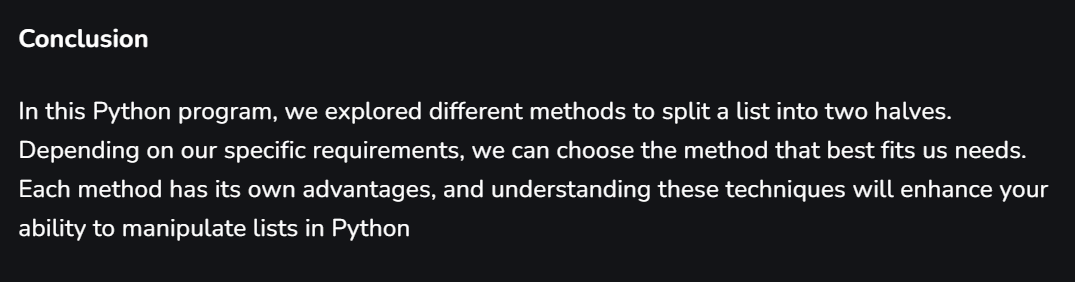 Conclusion
In this Python program, we explored different methods to split a list into two halves.
Depending on our specific requirements, we can choose the method that best fits us needs.
Each method has its own advantages, and understanding these techniques will enhance your
ability to manipulate lists in Python